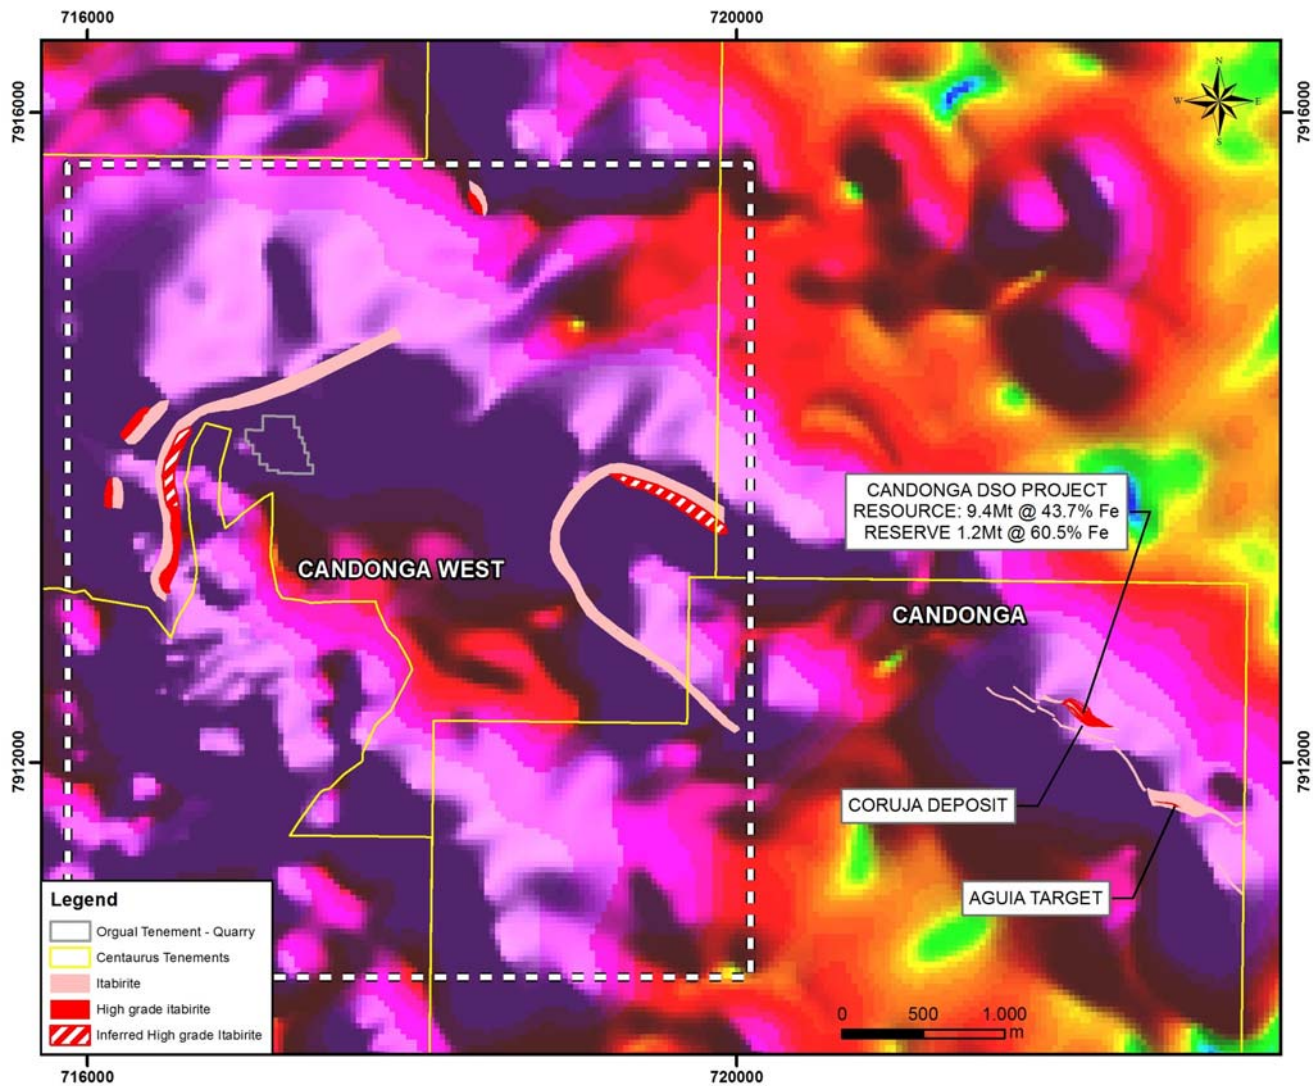 716000
720000
7916000
7916000
N
W
E
S
CANDONGA DSO PROJECT
RESOURCE: 9.4Mt @ 43.7% Fe
RESERVE 1.2Mt @ 60.5% Fe
CANDONGA WEST
CANDONGA
7912000
7912000
CORUJA DEPOSIT
AGUIA TARGET
Legend
Orgual Tenement - Quarry
Centaurus Tenements
Itabirite
High grade itabirite
Inferred High grade Itabirite
0
500
1.000
m
716000
720000